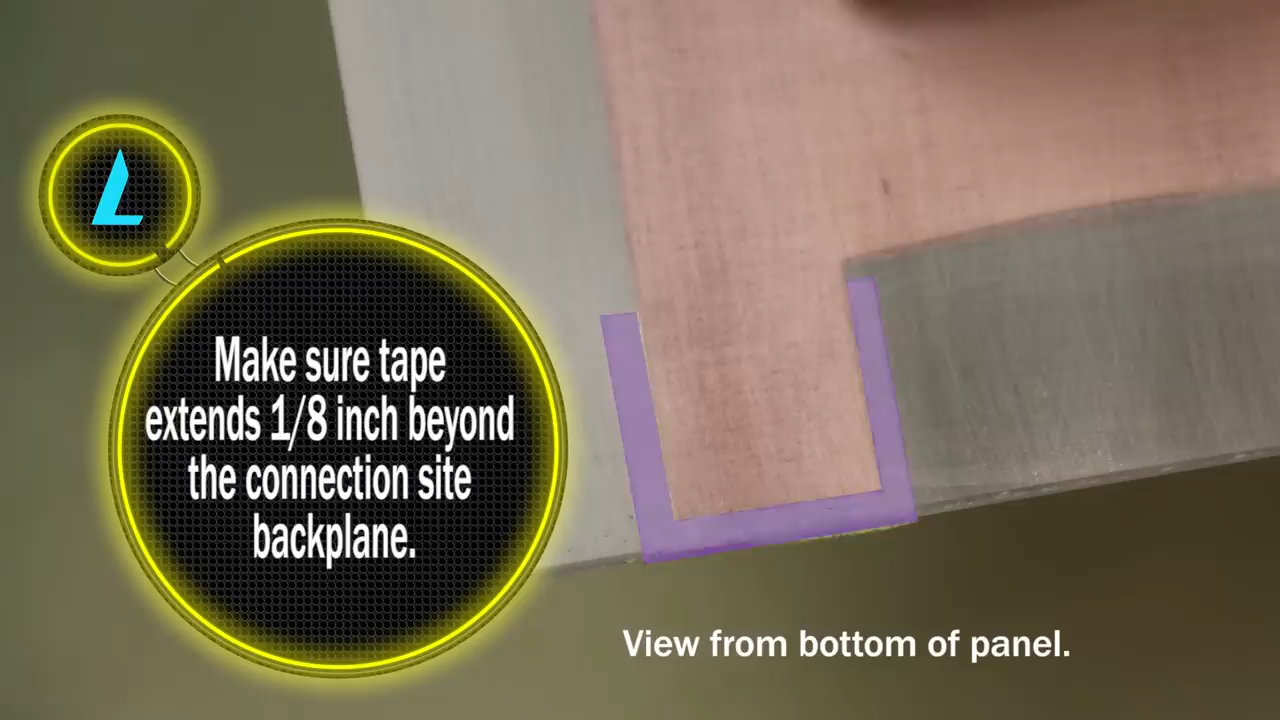 L
Make sure tape
extends 1/8 inch beyond
the connection site
backplane.
View from bottom of panel.